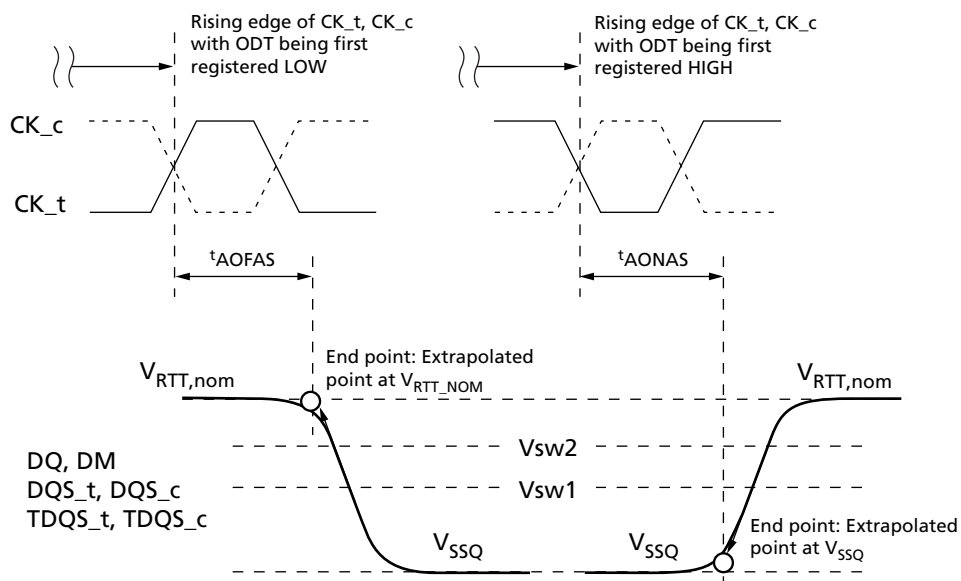 Rising edge of CK_t, CK_c
with ODT being first
registered LOW
Rising edge of CK_t, CK_c
with ODT being first
registered HIGH
CK_c
CK_t
tAOFAS
tAONAS
End point: Extrapolated
point at VRTT_NOM
VRTT,nom
VRTT,nom
Vsw2
DQ, DM
DQS_t, DQS_c
TDQS_t, TDQS_c
Vsw1
VSSQ
VSSQ
End point: Extrapolated
point at VSSQ